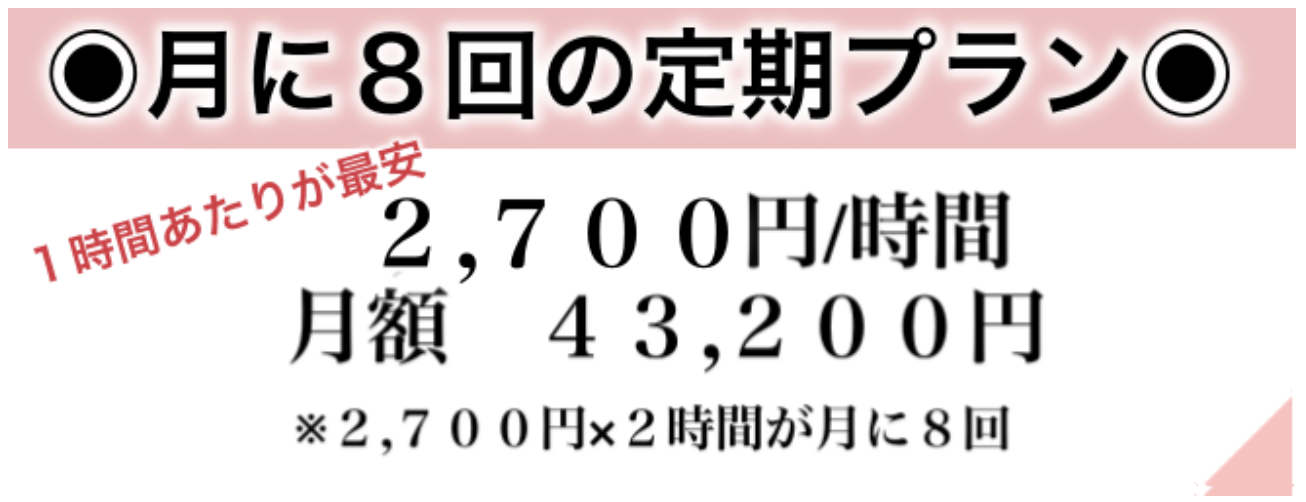 ◉月に８回の定期プラン◉
１時間あたりが最安
２,７００円/時間
月額　４３,２００円
※２,７００円×２時間が月に８回